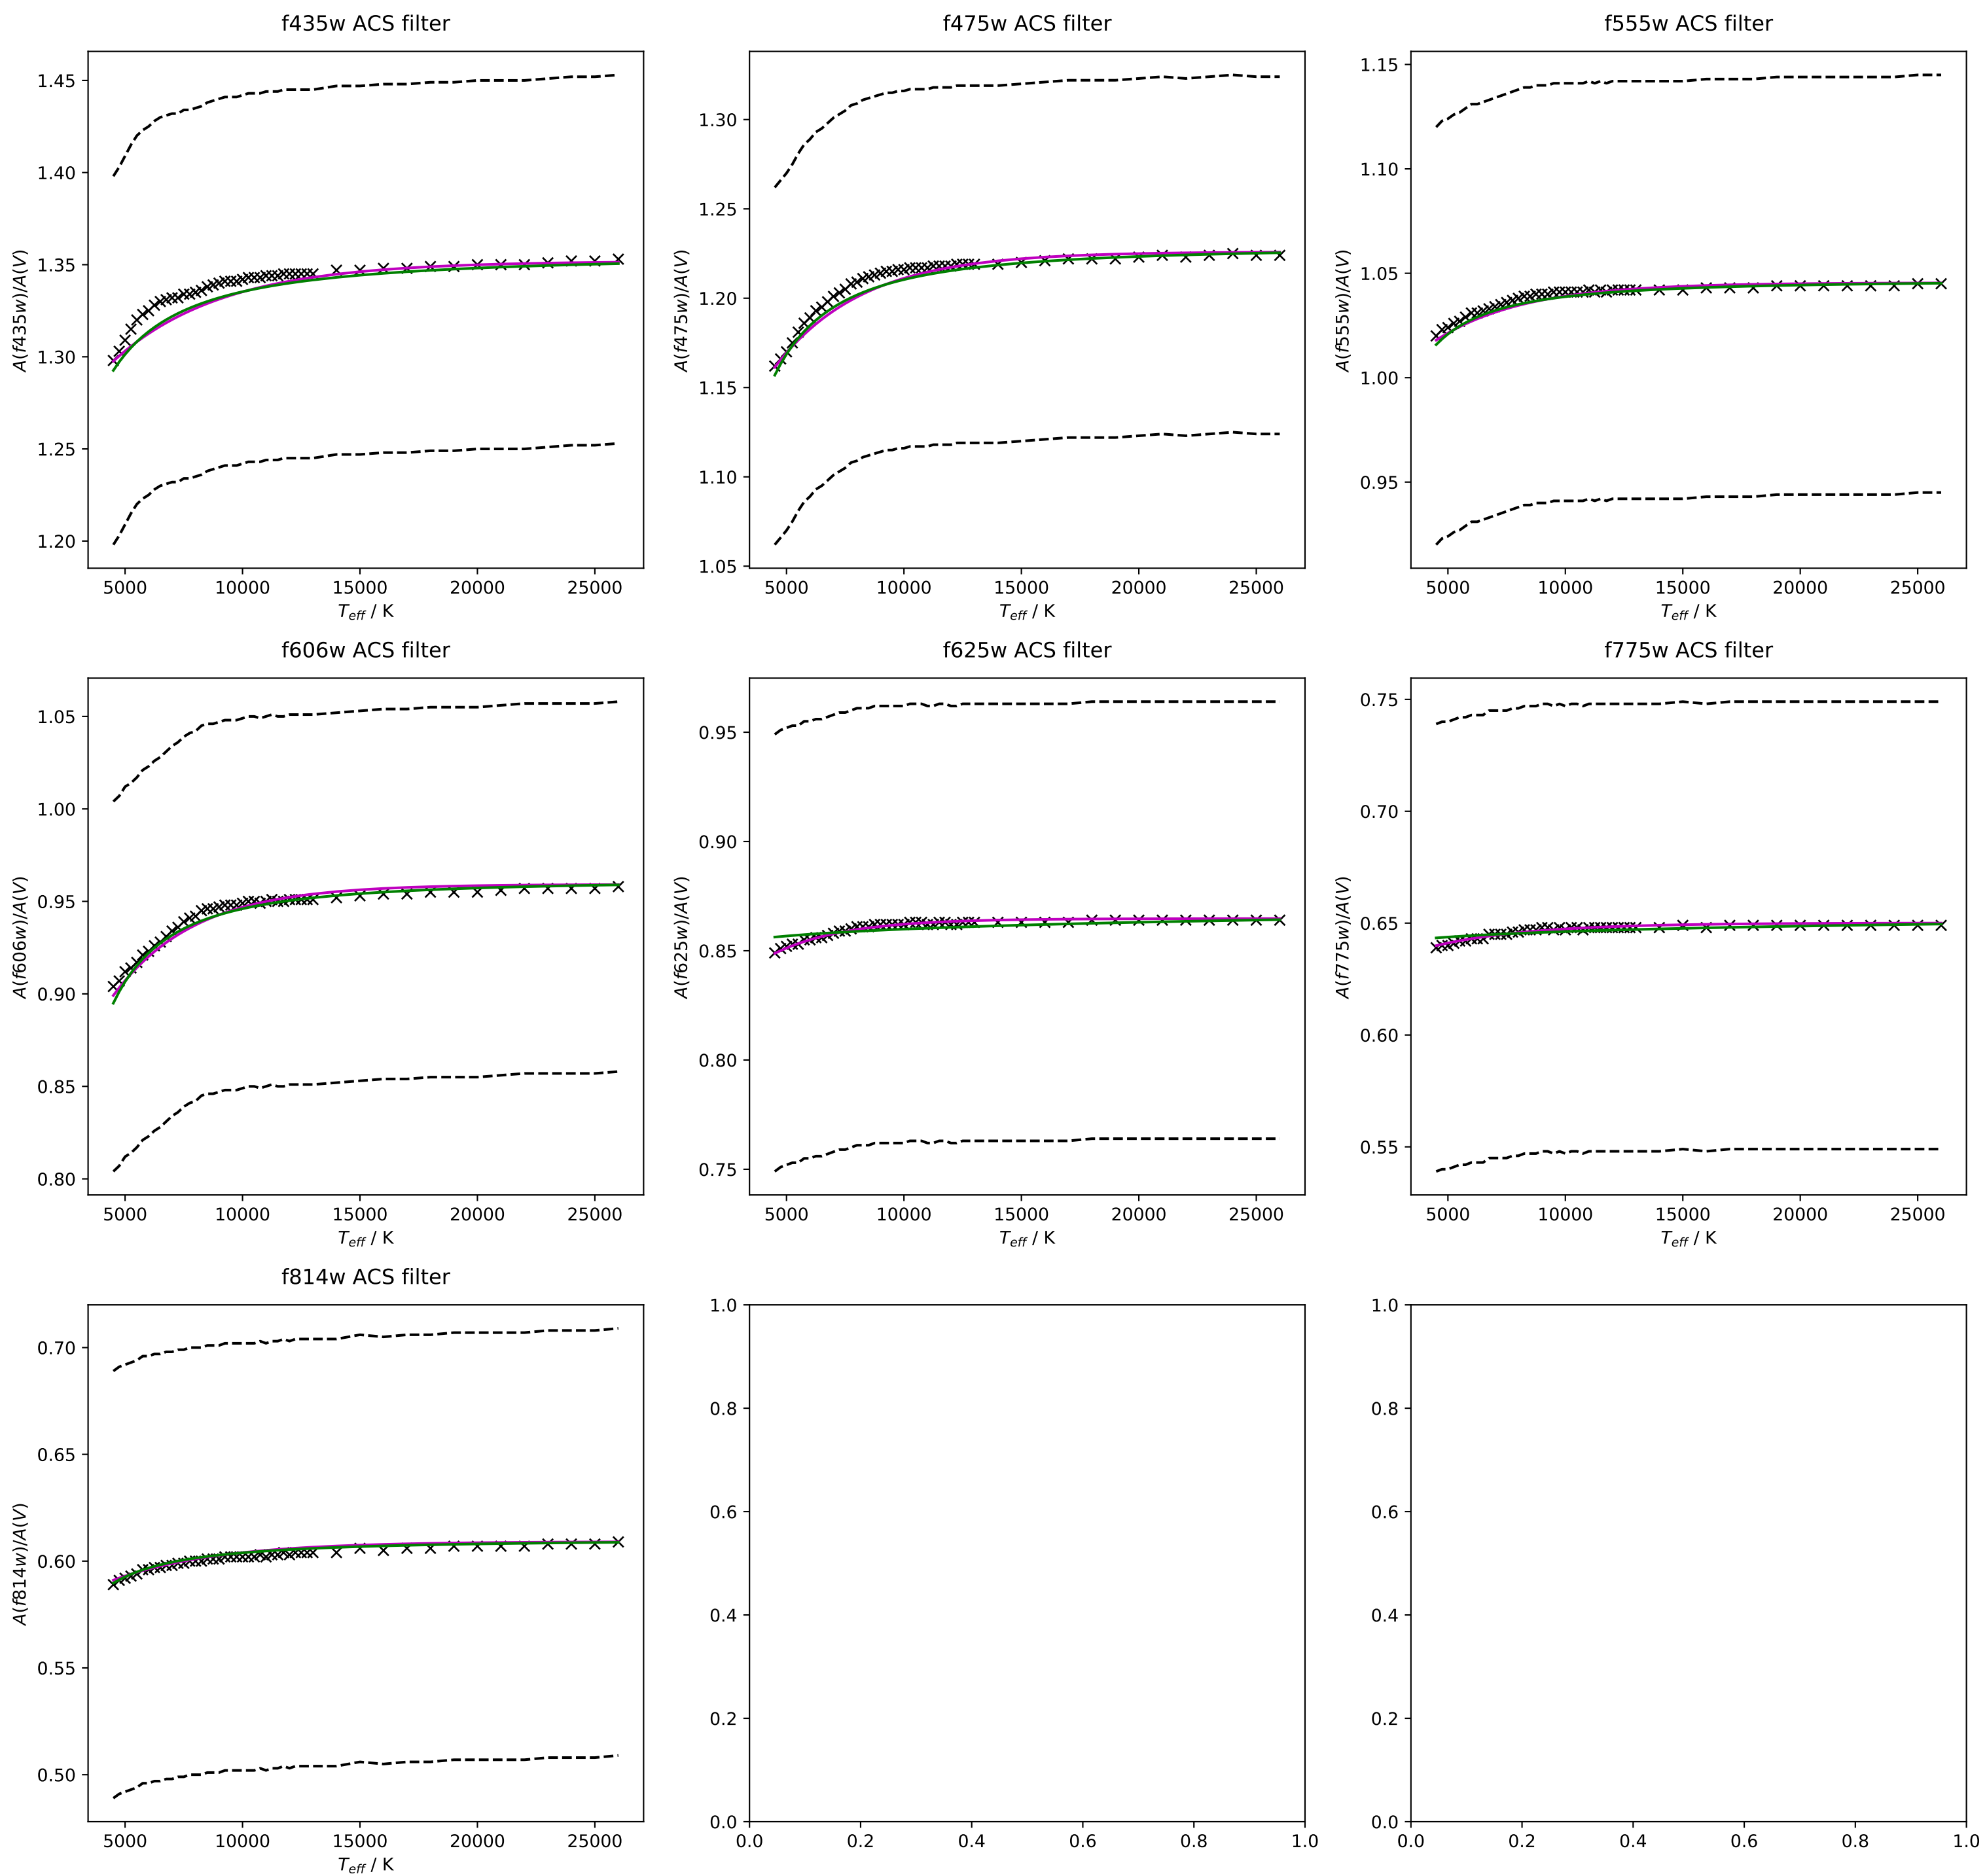 f435w ACS filter
f475w ACS filter
f555w ACS filter
A(f435w)/A(V)
1.45
1.40
1.35
1.30
1.25
1.20
5000 10000 15000 20000 25000
T_eff / K
A(f475w)/A(V)
1.30
1.25
1.20
1.15
1.10
1.05
5000 10000 15000 20000 25000
T_eff / K
A(f555w)/A(V)
1.15
1.10
1.05
1.00
0.95
5000 10000 15000 20000 25000
T_eff / K
f606w ACS filter
f625w ACS filter
f775w ACS filter
A(f606w)/A(V)
1.05
1.00
0.95
0.90
0.85
0.80
5000 10000 15000 20000 25000
T_eff / K
A(f625w)/A(V)
0.95
0.90
0.85
0.80
0.75
5000 10000 15000 20000 25000
T_eff / K
A(f775w)/A(V)
0.75
0.70
0.65
0.60
0.55
5000 10000 15000 20000 25000
T_eff / K
f814w ACS filter
A(f814w)/A(V)
0.70
0.65
0.60
0.55
0.50
5000 10000 15000 20000 25000
T_eff / K
1.0
0.8
0.6
0.4
0.2
0.0
0.0 0.2 0.4 0.6 0.8 1.0
1.0
0.8
0.6
0.4
0.2
0.0
0.0 0.2 0.4 0.6 0.8 1.0